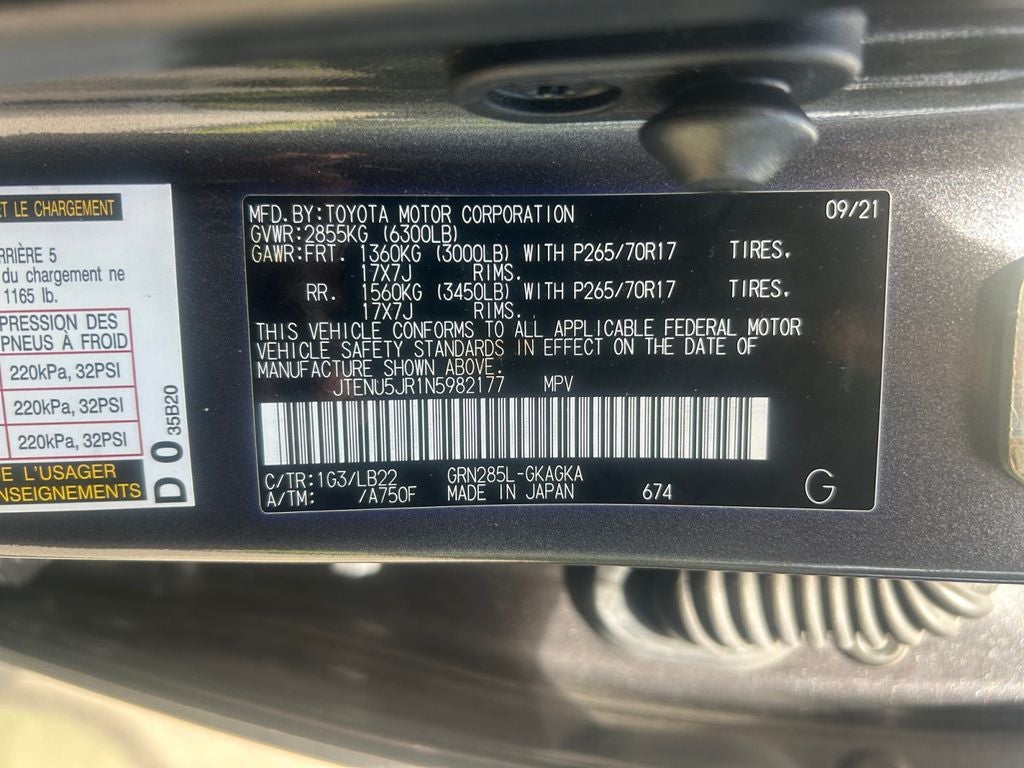 ET LE CHARGEMENT
RRIÈRE 5
du chargement ne
1165 lb.
PRESSION DES
PNEUS À FROID
220kPa, 32PSI
220kPa, 32PSI
220kPa, 32PSI
E L'USAGER
NSEIGNEMENTS
D 0 35B20
MFD.BY:TOYOTA MOTOR CORPORATION 09/21
GVWR:2855KG (6300LB)
GAWR:FRT. 1360KG (3000LB) WITH P265/70R17 TIRES.
17X7J RIMS.
RR. 1560KG (3450LB) WITH P265/70R17 TIRES.
17X7J RIMS.
THIS VEHICLE CONFORMS TO ALL APPLICABLE FEDERAL MOTOR
VEHICLE SAFETY STANDARDS IN EFFECT ON THE DATE OF
MANUFACTURE SHOWN ABOVE.
JTENU5JR1N5982177 MPV
C/TR:1G3/LB22 GRN285L-GKAGKA
A/TM: /A750F MADE IN JAPAN 674 G